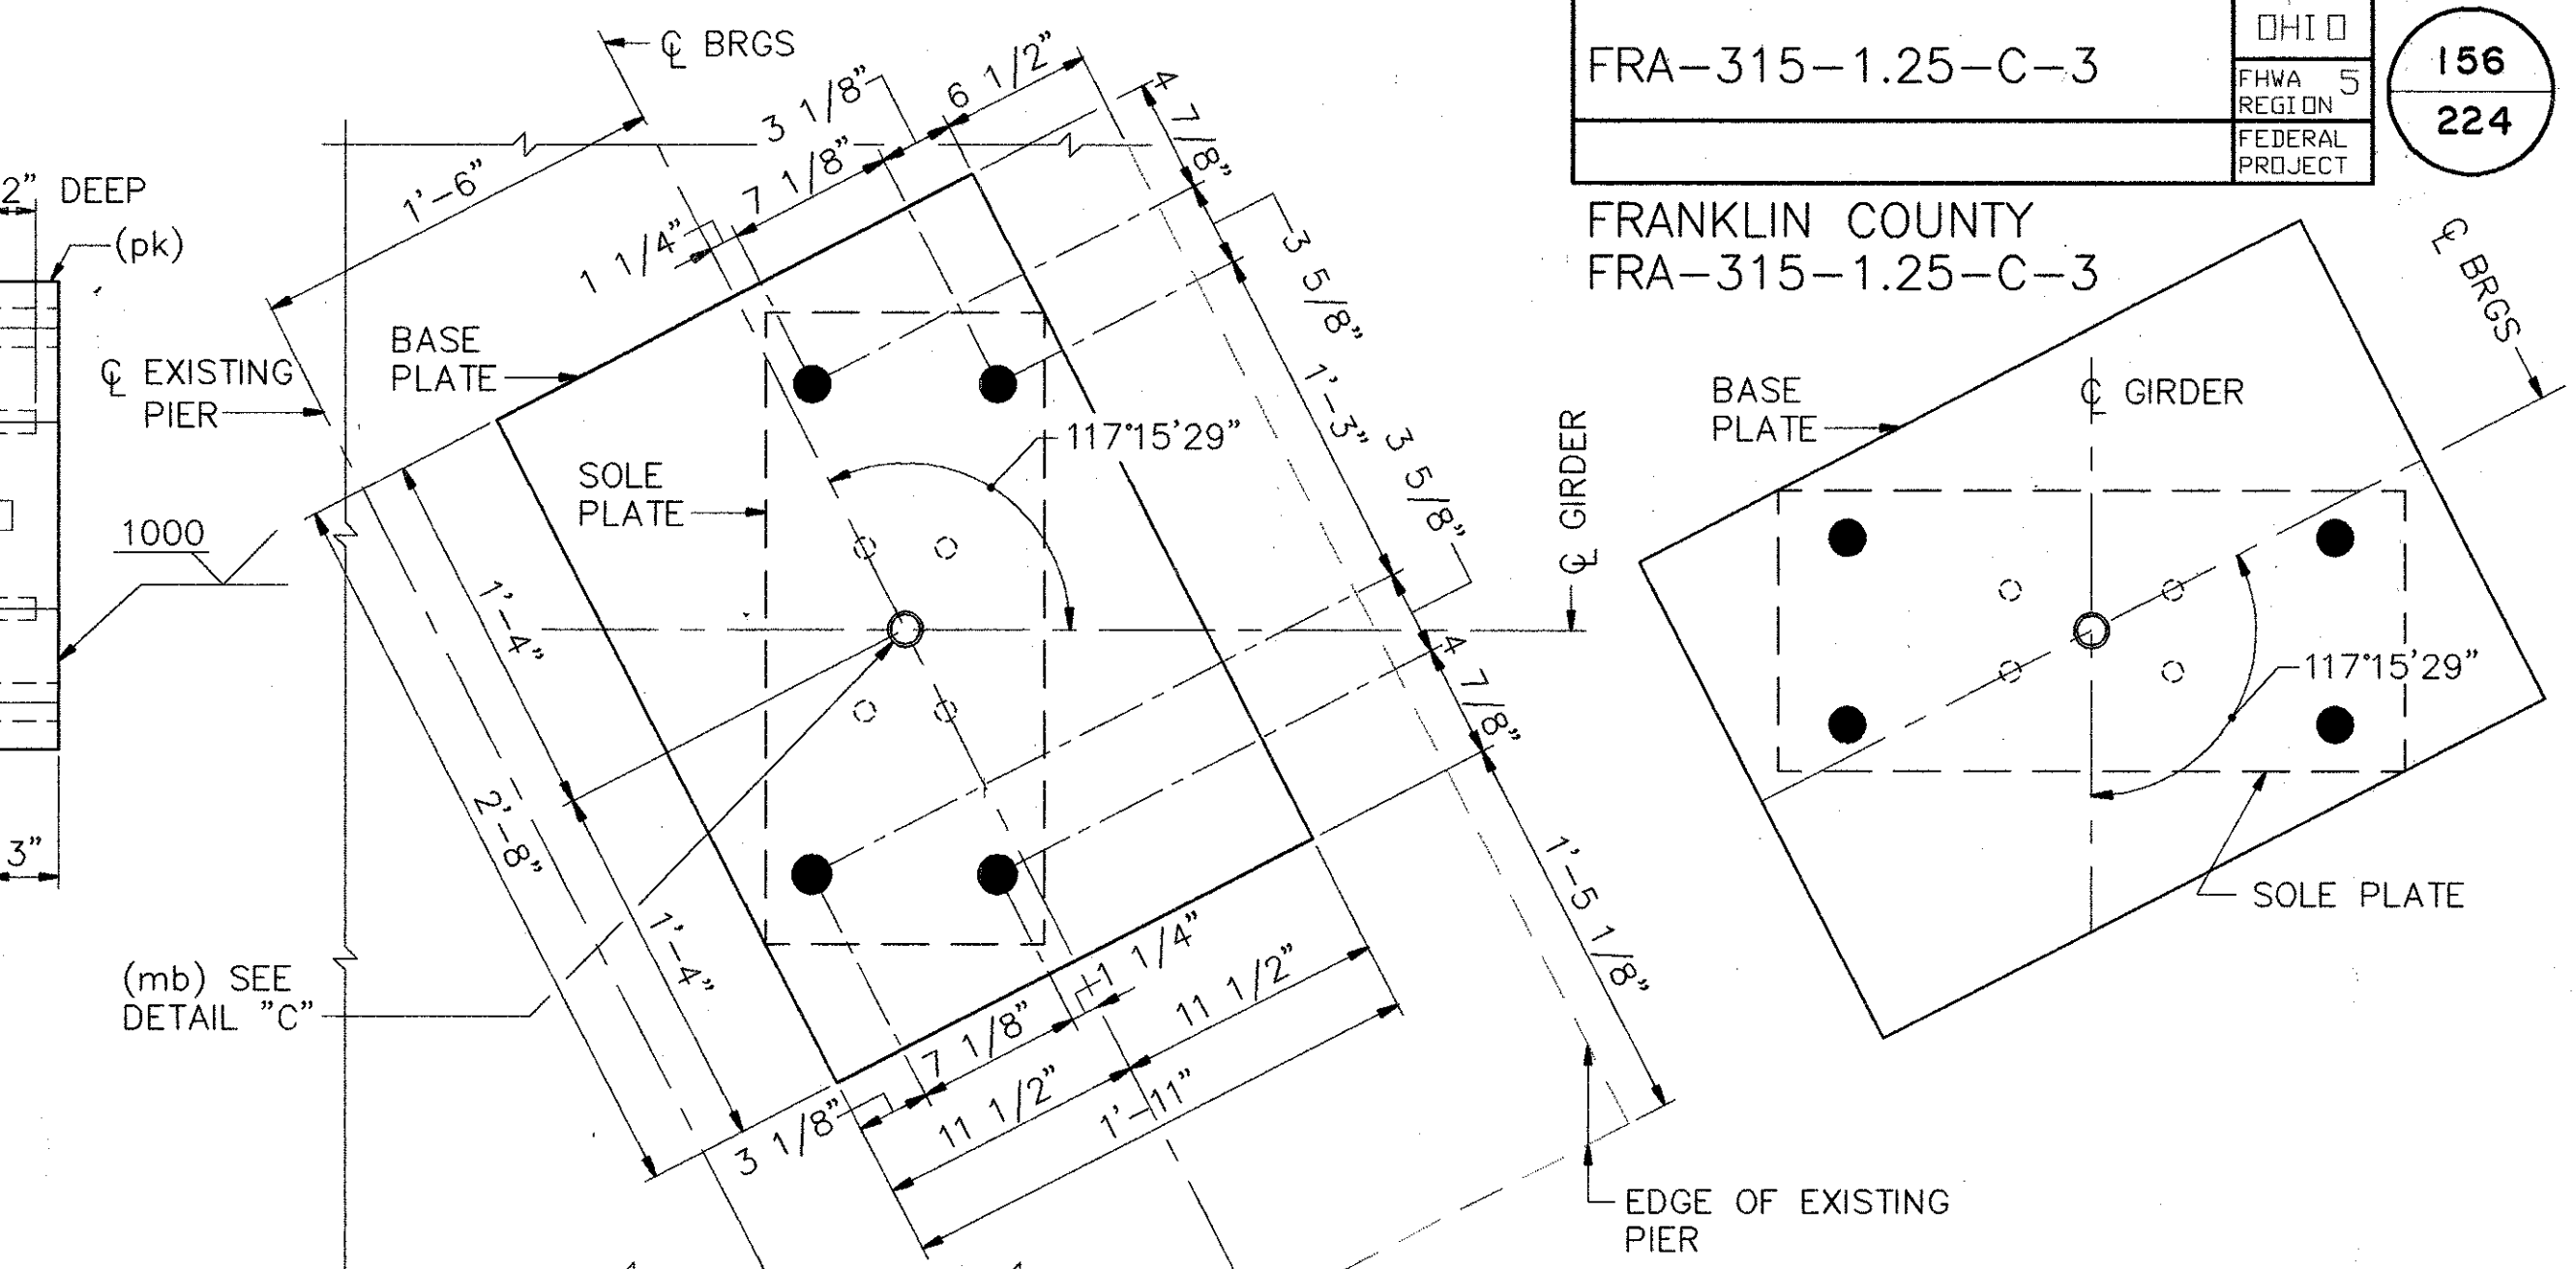 OHIO
FRA-315-1.25-C-3
FHWA 5
REGION
FEDERAL
PROJECT
156
224
FRANKLIN COUNTY
FRA-315-1.25-C-3
2" DEEP
(pk)
1000
3"
℄ BRGS
1'-6"
1 1/4"
7 1/8"
3 1/8"
6 1/2"
4 7/8"
3 5/8"
1'-3"
3 5/8"
4 7/8"
1'-5 1/8"
℄ EXISTING
PIER
BASE
PLATE
SOLE
PLATE
117°15'29"
℄ GIRDER
1'-4"
2'-8"
1'-4"
(mb) SEE
DETAIL "C"
3 1/8"
7 1/8"
1 1/4"
11 1/2"
11 1/2"
1'-11"
EDGE OF EXISTING
PIER
BASE
PLATE
℄ GIRDER
℄ BRGS
117°15'29"
SOLE PLATE